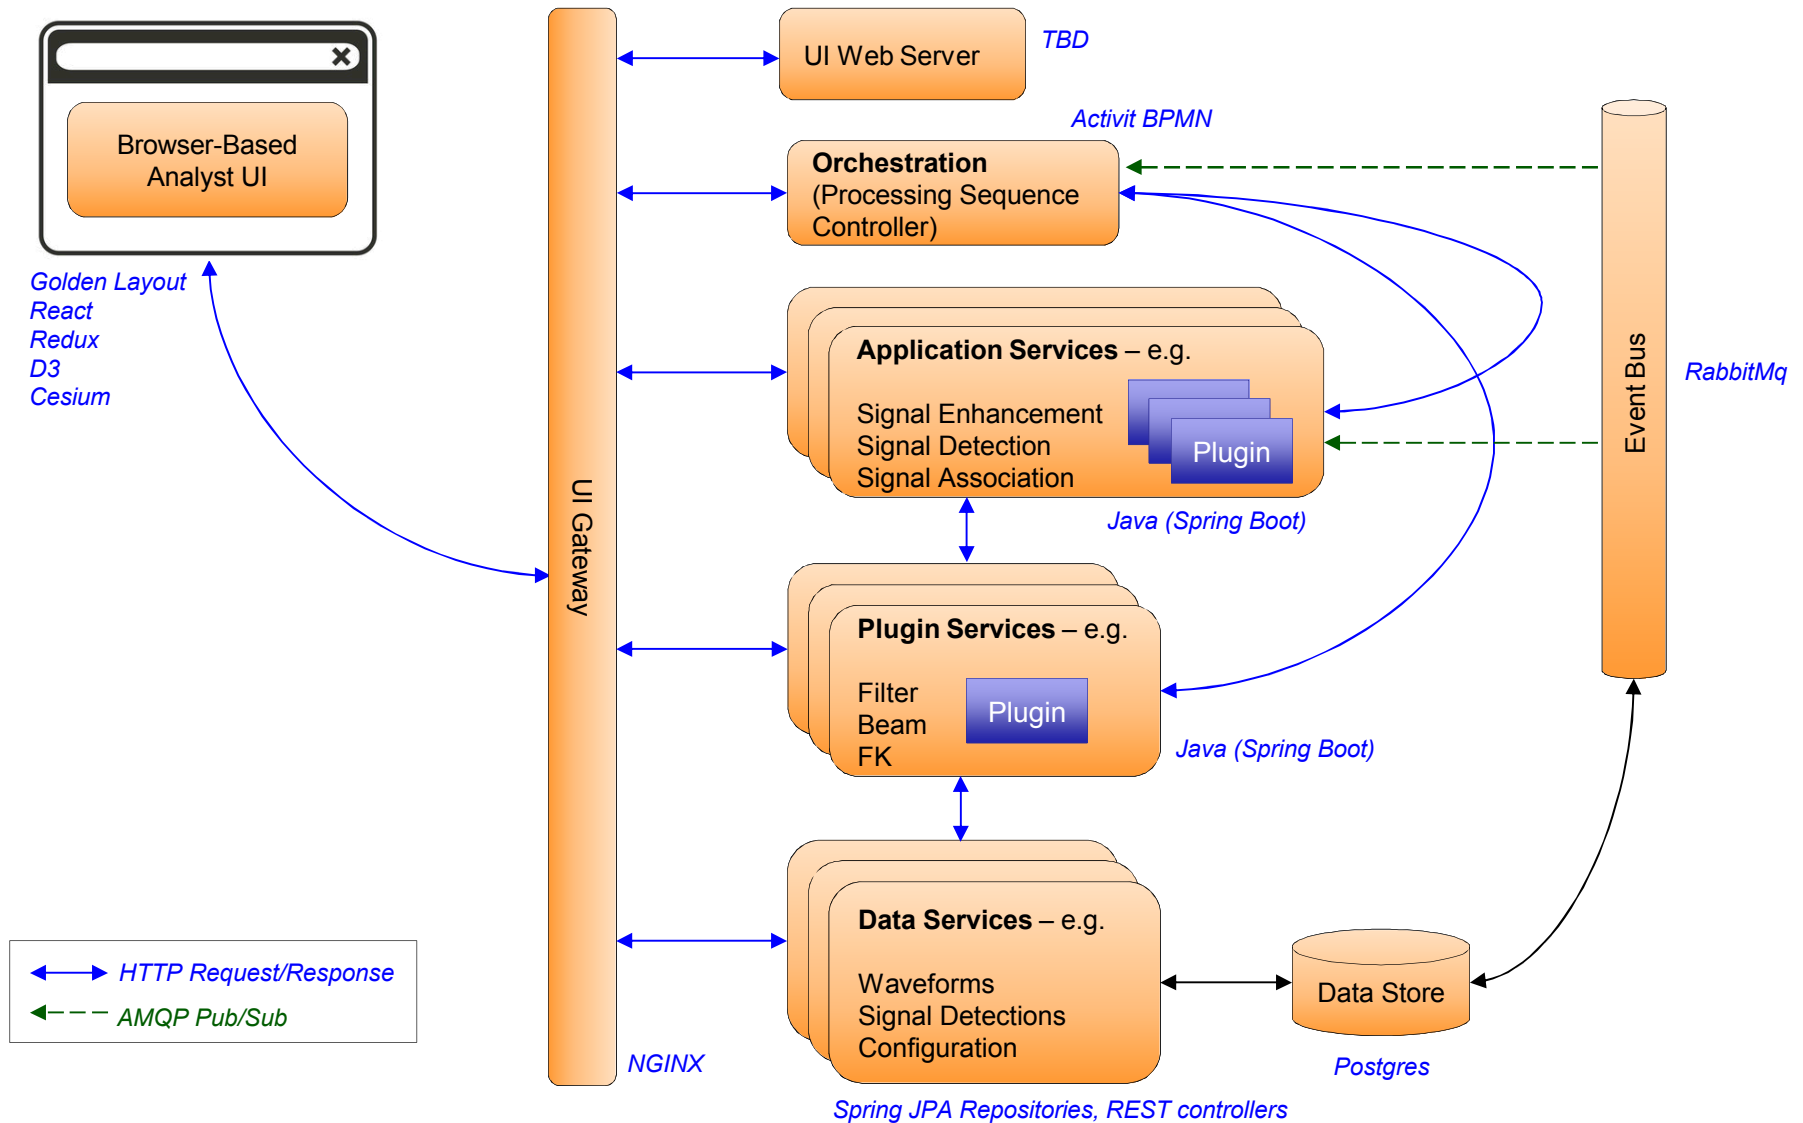 Browser-Based
Analyst UI
Golden Layout
React
Redux
D3
Cesium
UI Gateway
NGINX
UI Web Server
TBD
Activit BPMN
Orchestration
(Processing Sequence
Controller)
Application Services – e.g.
Signal Enhancement
Signal Detection
Signal Association
Plugin
Java (Spring Boot)
Plugin Services – e.g.
Filter
Beam
FK
Plugin
Java (Spring Boot)
Data Services – e.g.
Waveforms
Signal Detections
Configuration
Spring JPA Repositories, REST controllers
Data Store
Postgres
Event Bus
RabbitMq
HTTP Request/Response
AMQP Pub/Sub